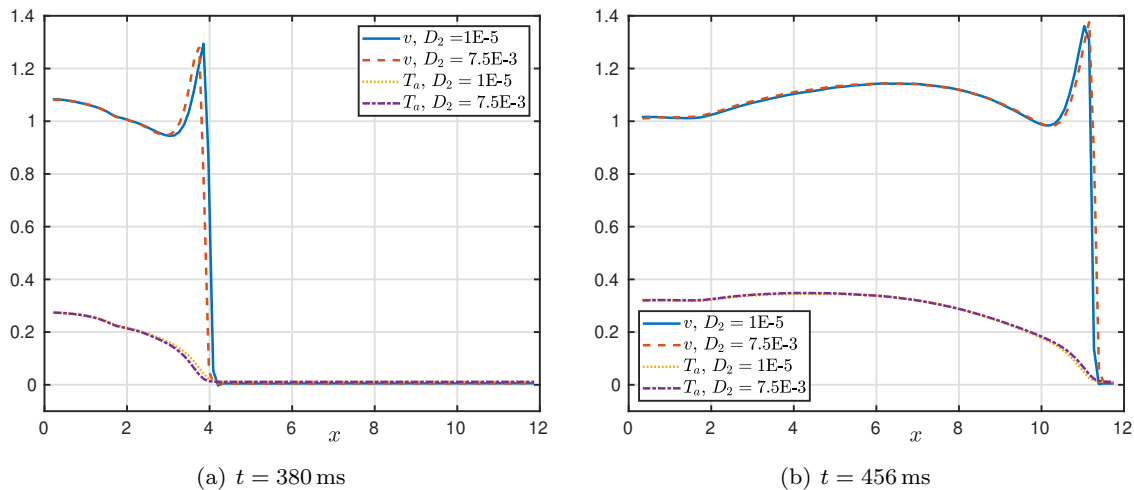 1.4
1.2
1
0.8
0.6
0.4
0.2
0
v, D₂ =1E-5
v, D₂ = 7.5E-3
Tₐ, D₂ = 1E-5
Tₐ, D₂ = 7.5E-3
0 2 4 6 8 10 12
x
(a) t = 380 ms
1.4
1.2
1
0.8
0.6
0.4
0.2
0
v, D₂ = 1E-5
v, D₂ = 7.5E-3
Tₐ, D₂ = 1E-5
Tₐ, D₂ = 7.5E-3
0 2 4 6 8 10 12
x
(b) t = 456 ms